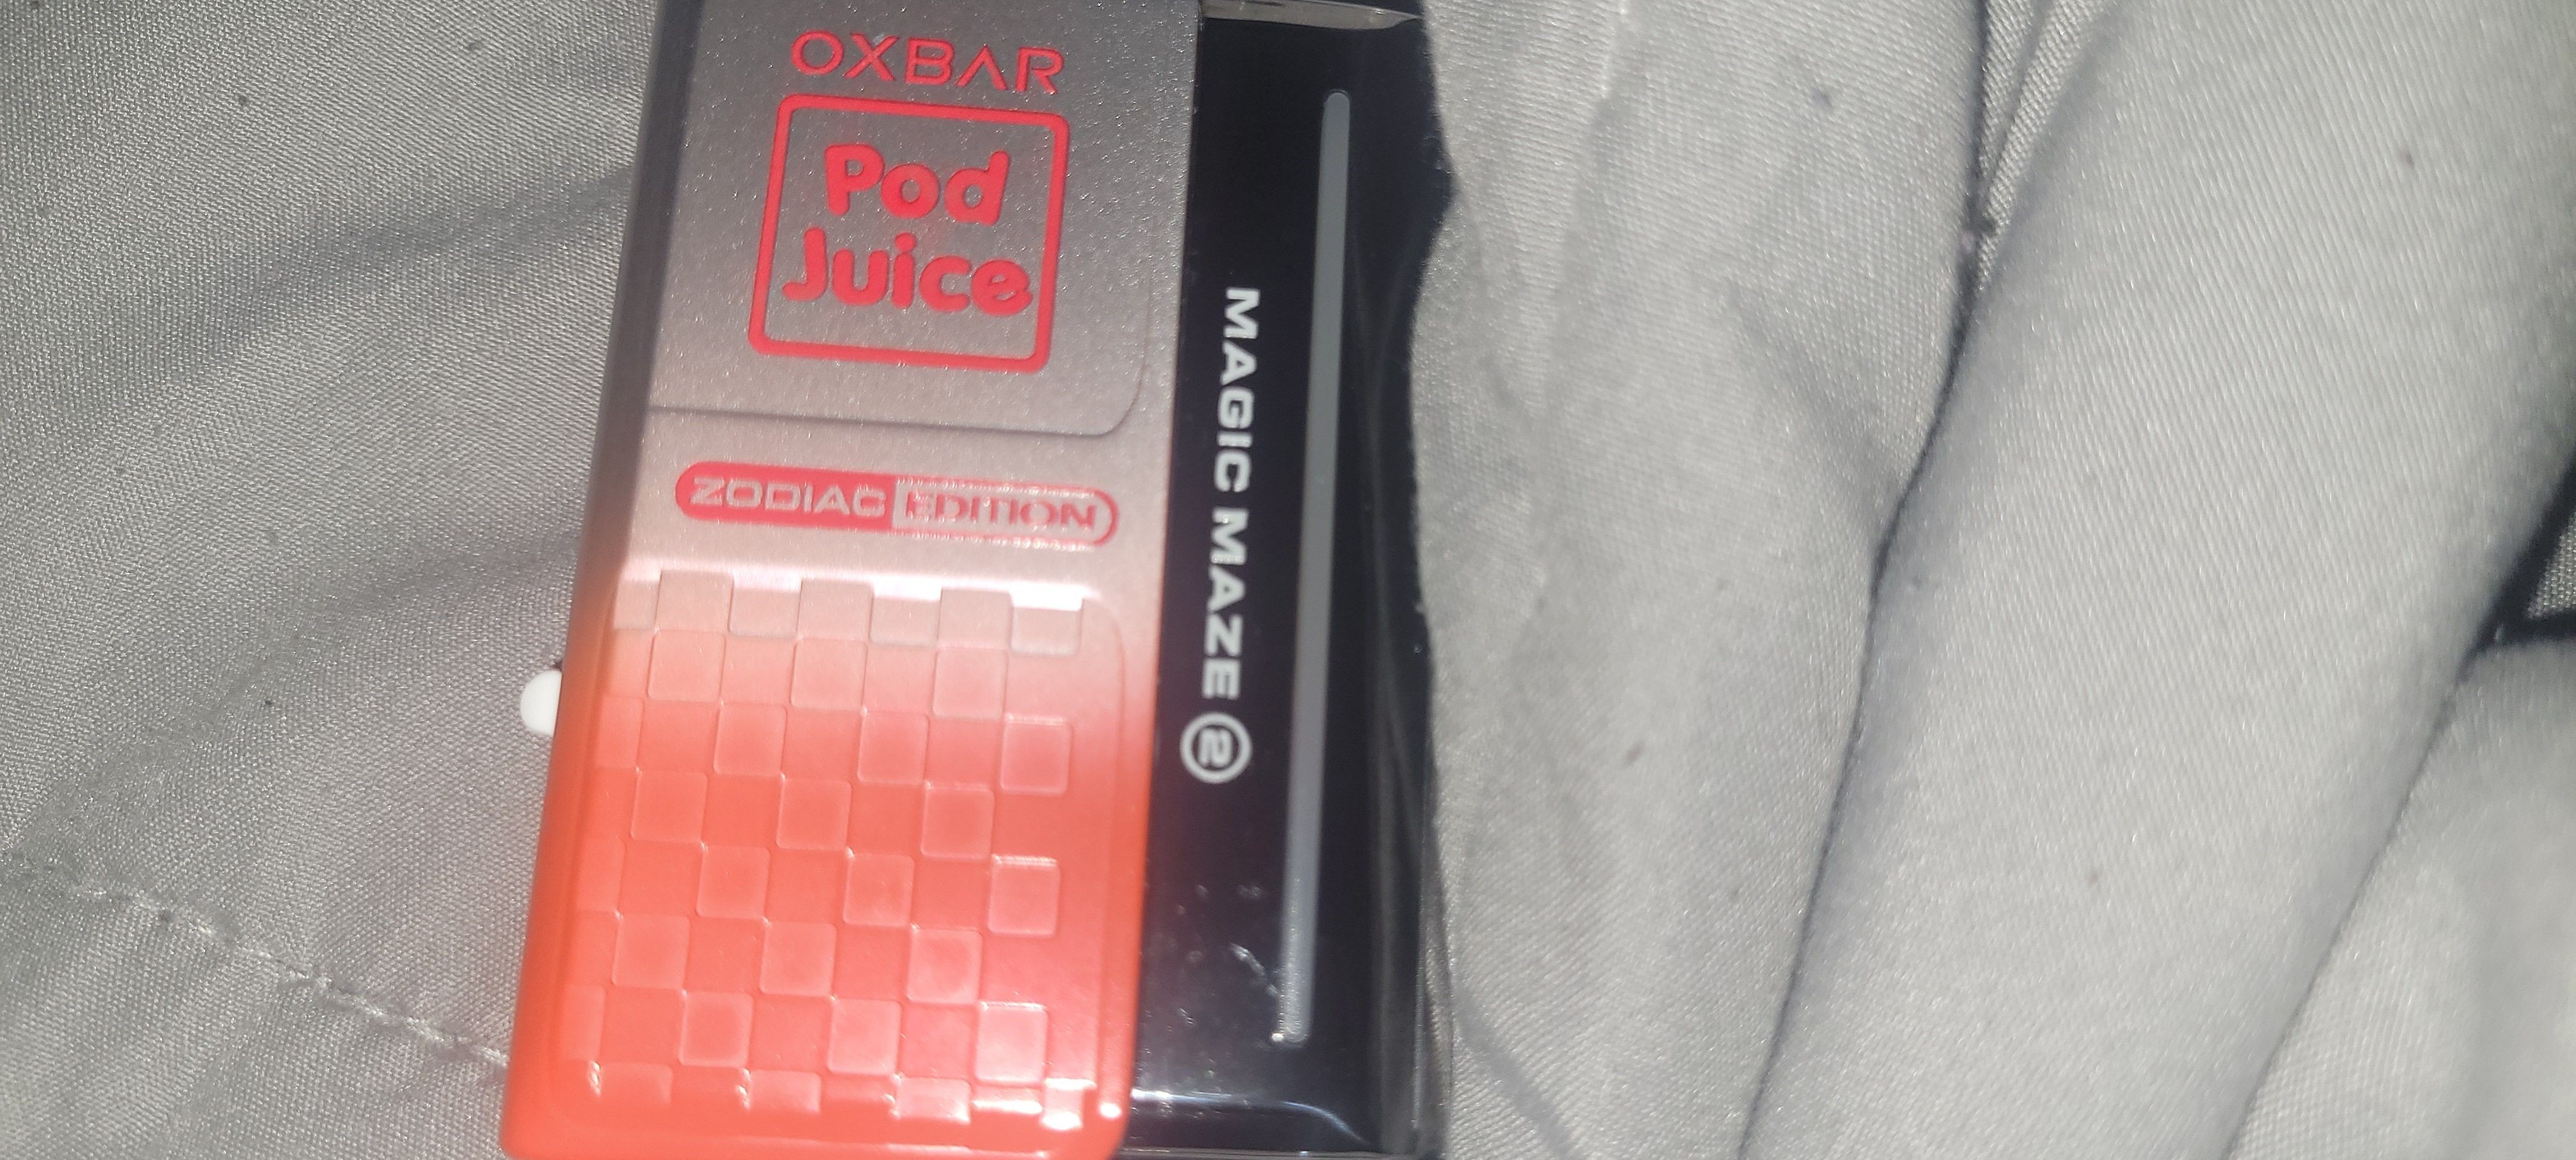 OXBAR
Pod
Juice
ZODIAC EDITION
MAGIC MAZE 2